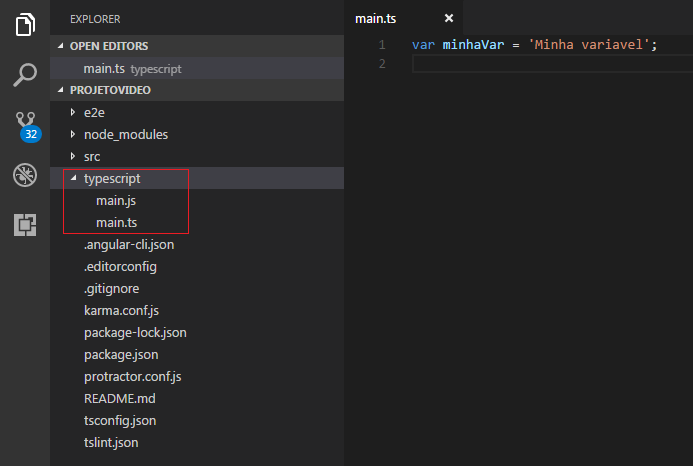 EXPLORER
OPEN EDITORS
main.ts typescript
PROJETOVIDEO
e2e
node_modules
src
typescript
main.js
main.ts
.angular-cli.json
.editorconfig
.gitignore
karma.conf.js
package-lock.json
package.json
protractor.conf.js
README.md
tsconfig.json
tslint.json
32
main.ts
1 var minhaVar = 'Minha variavel';
2